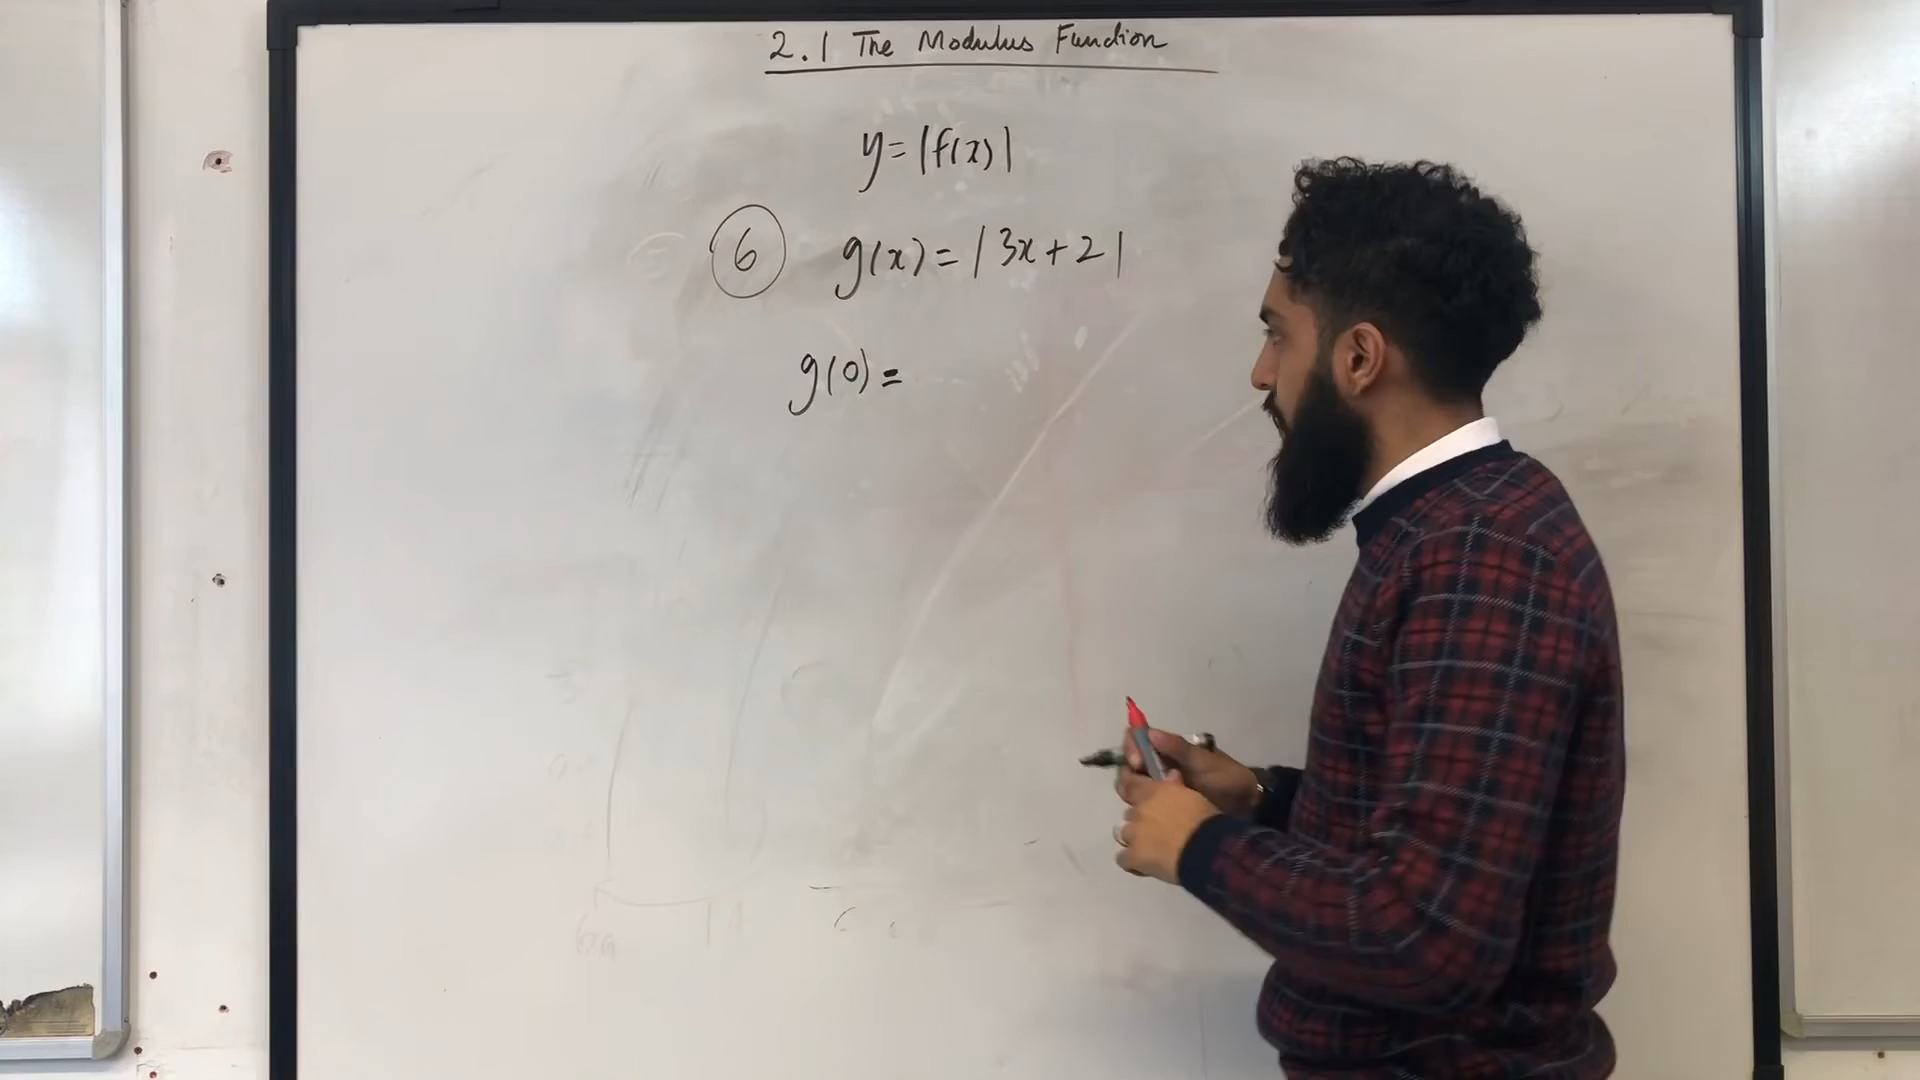 2.1 The Modulus Function
y = |f(x)|
6 g(x) = |3x + 2|
g(0) =